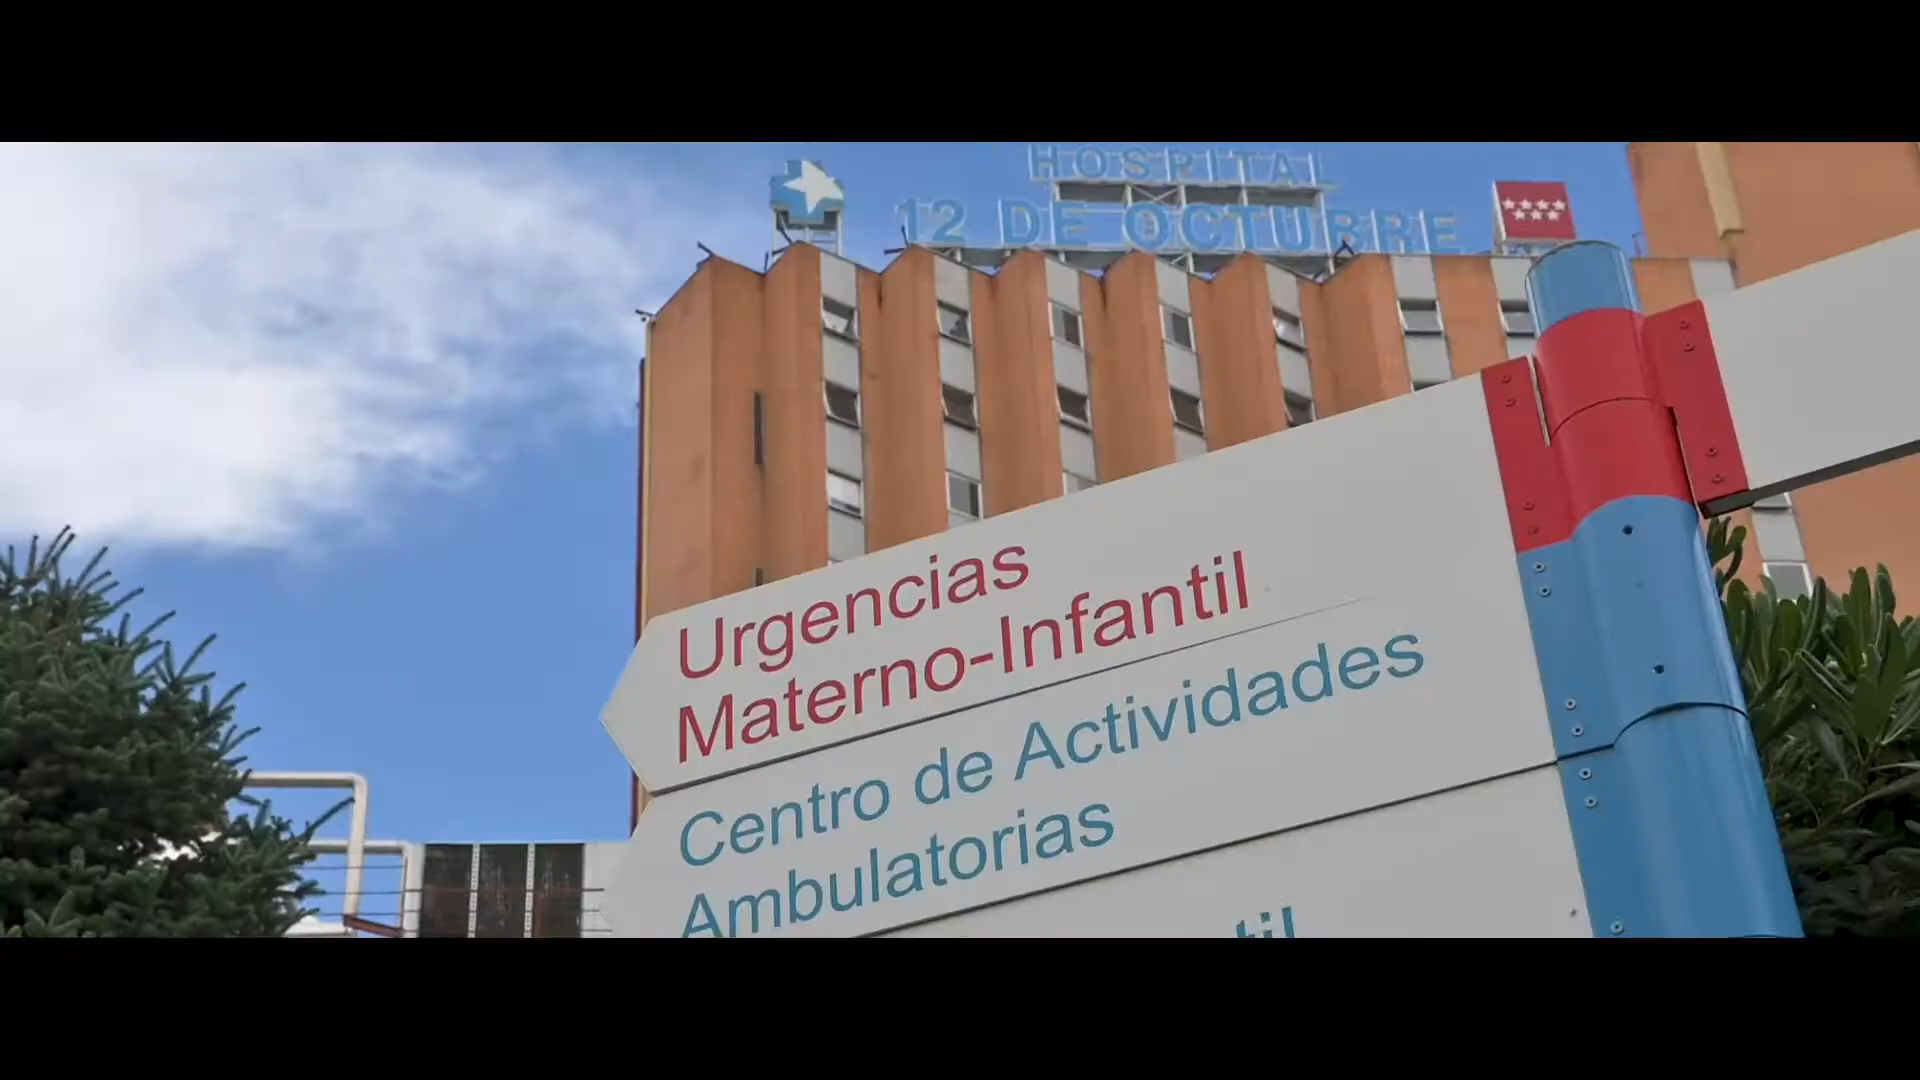 HOSPITAL
12 DE OCTUBRE
Urgencias
Materno-Infantil
Centro de Actividades
Ambulatorias